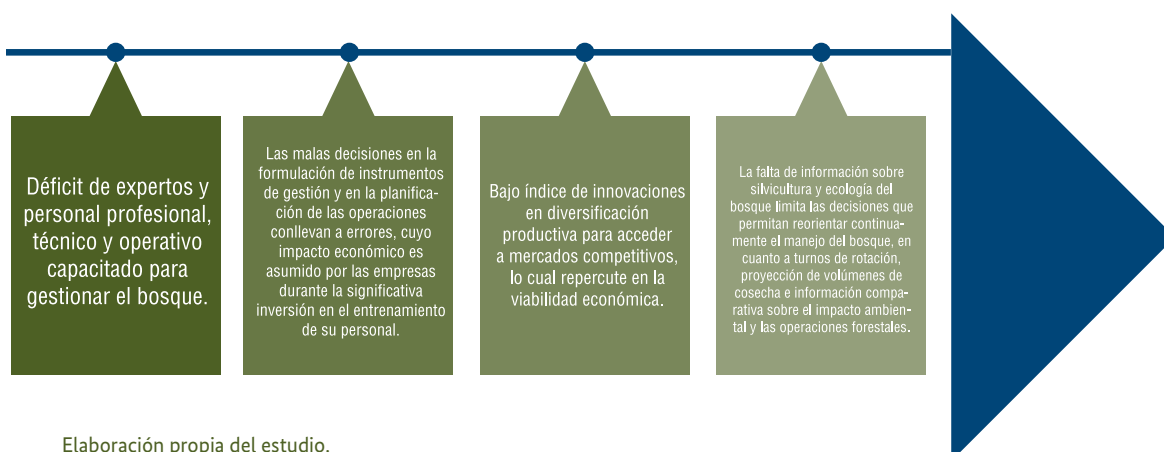 Déficit de expertos y
personal profesional,
técnico y operativo
capacitado para
gestionar el bosque.
Las malas decisiones en la
formulación de instrumentos
de gestión y en la planifica-
ción de las operaciones
conllevan a errores, cuyo
impacto económico es
asumido por las empresas
durante la significativa
inversión en el entrenamiento
de su personal.
Bajo índice de innovaciones
en diversificación
productiva para acceder
a mercados competitivos,
lo cual repercute en la
viabilidad económica.
La falta de información sobre
silvicultura y ecología del
bosque limita las decisiones que
permitan reorientar continua-
mente el manejo del bosque, en
cuanto a turnos de rotación,
proyección de volúmenes de
cosecha e información compa-
rativa sobre el impacto ambien-
tal y las operaciones forestales.
Elaboración propia del estudio.